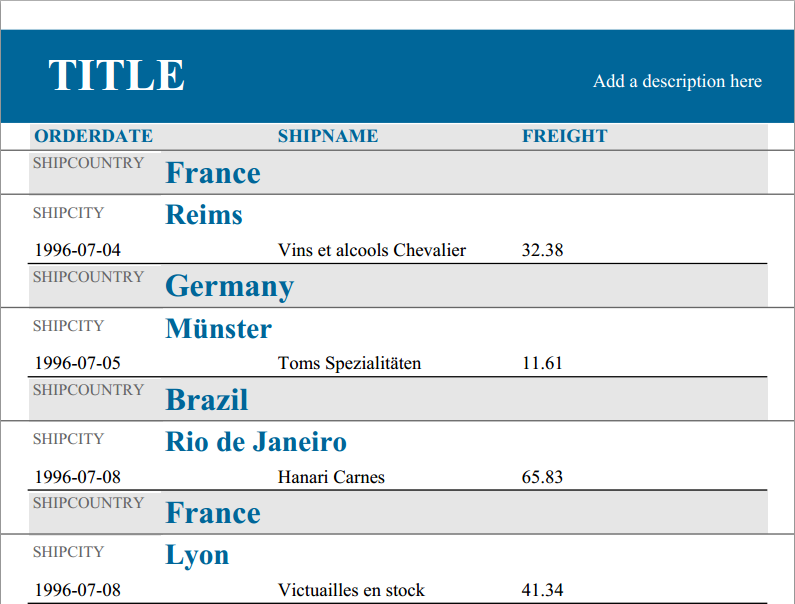 TITLE
Add a description here
ORDERDATE SHIPNAME FREIGHT
SHIPCOUNTRY France
SHIPCITY Reims
1996-07-04 Vins et alcools Chevalier 32.38
SHIPCOUNTRY Germany
SHIPCITY Münster
1996-07-05 Toms Spezialitäten 11.61
SHIPCOUNTRY Brazil
SHIPCITY Rio de Janeiro
1996-07-08 Hanari Carnes 65.83
SHIPCOUNTRY France
SHIPCITY Lyon
1996-07-08 Victuailles en stock 41.34